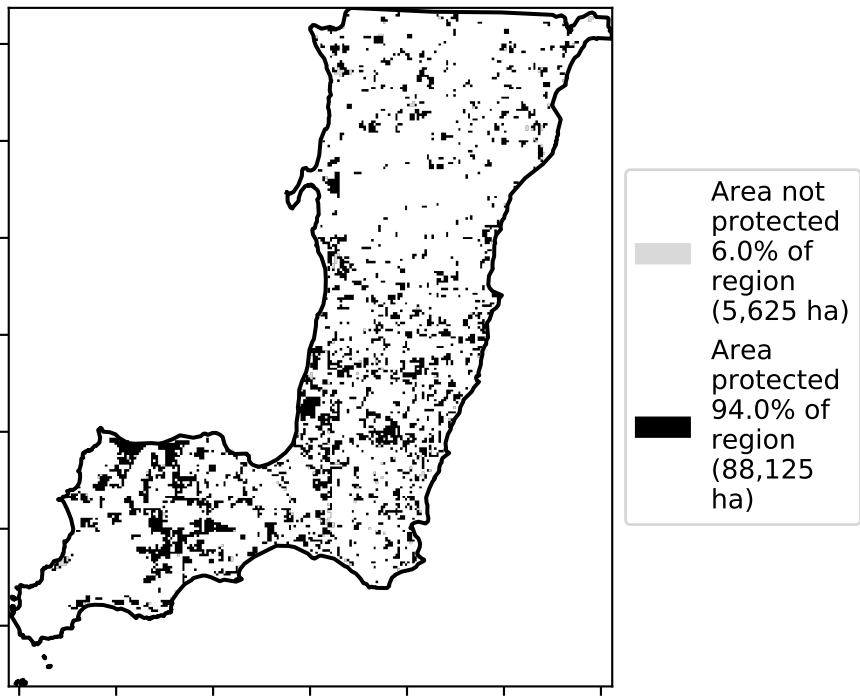 Area not
protected
6.0% of
region
(5,625 ha)
Area
protected
94.0% of
region
(88,125
ha)